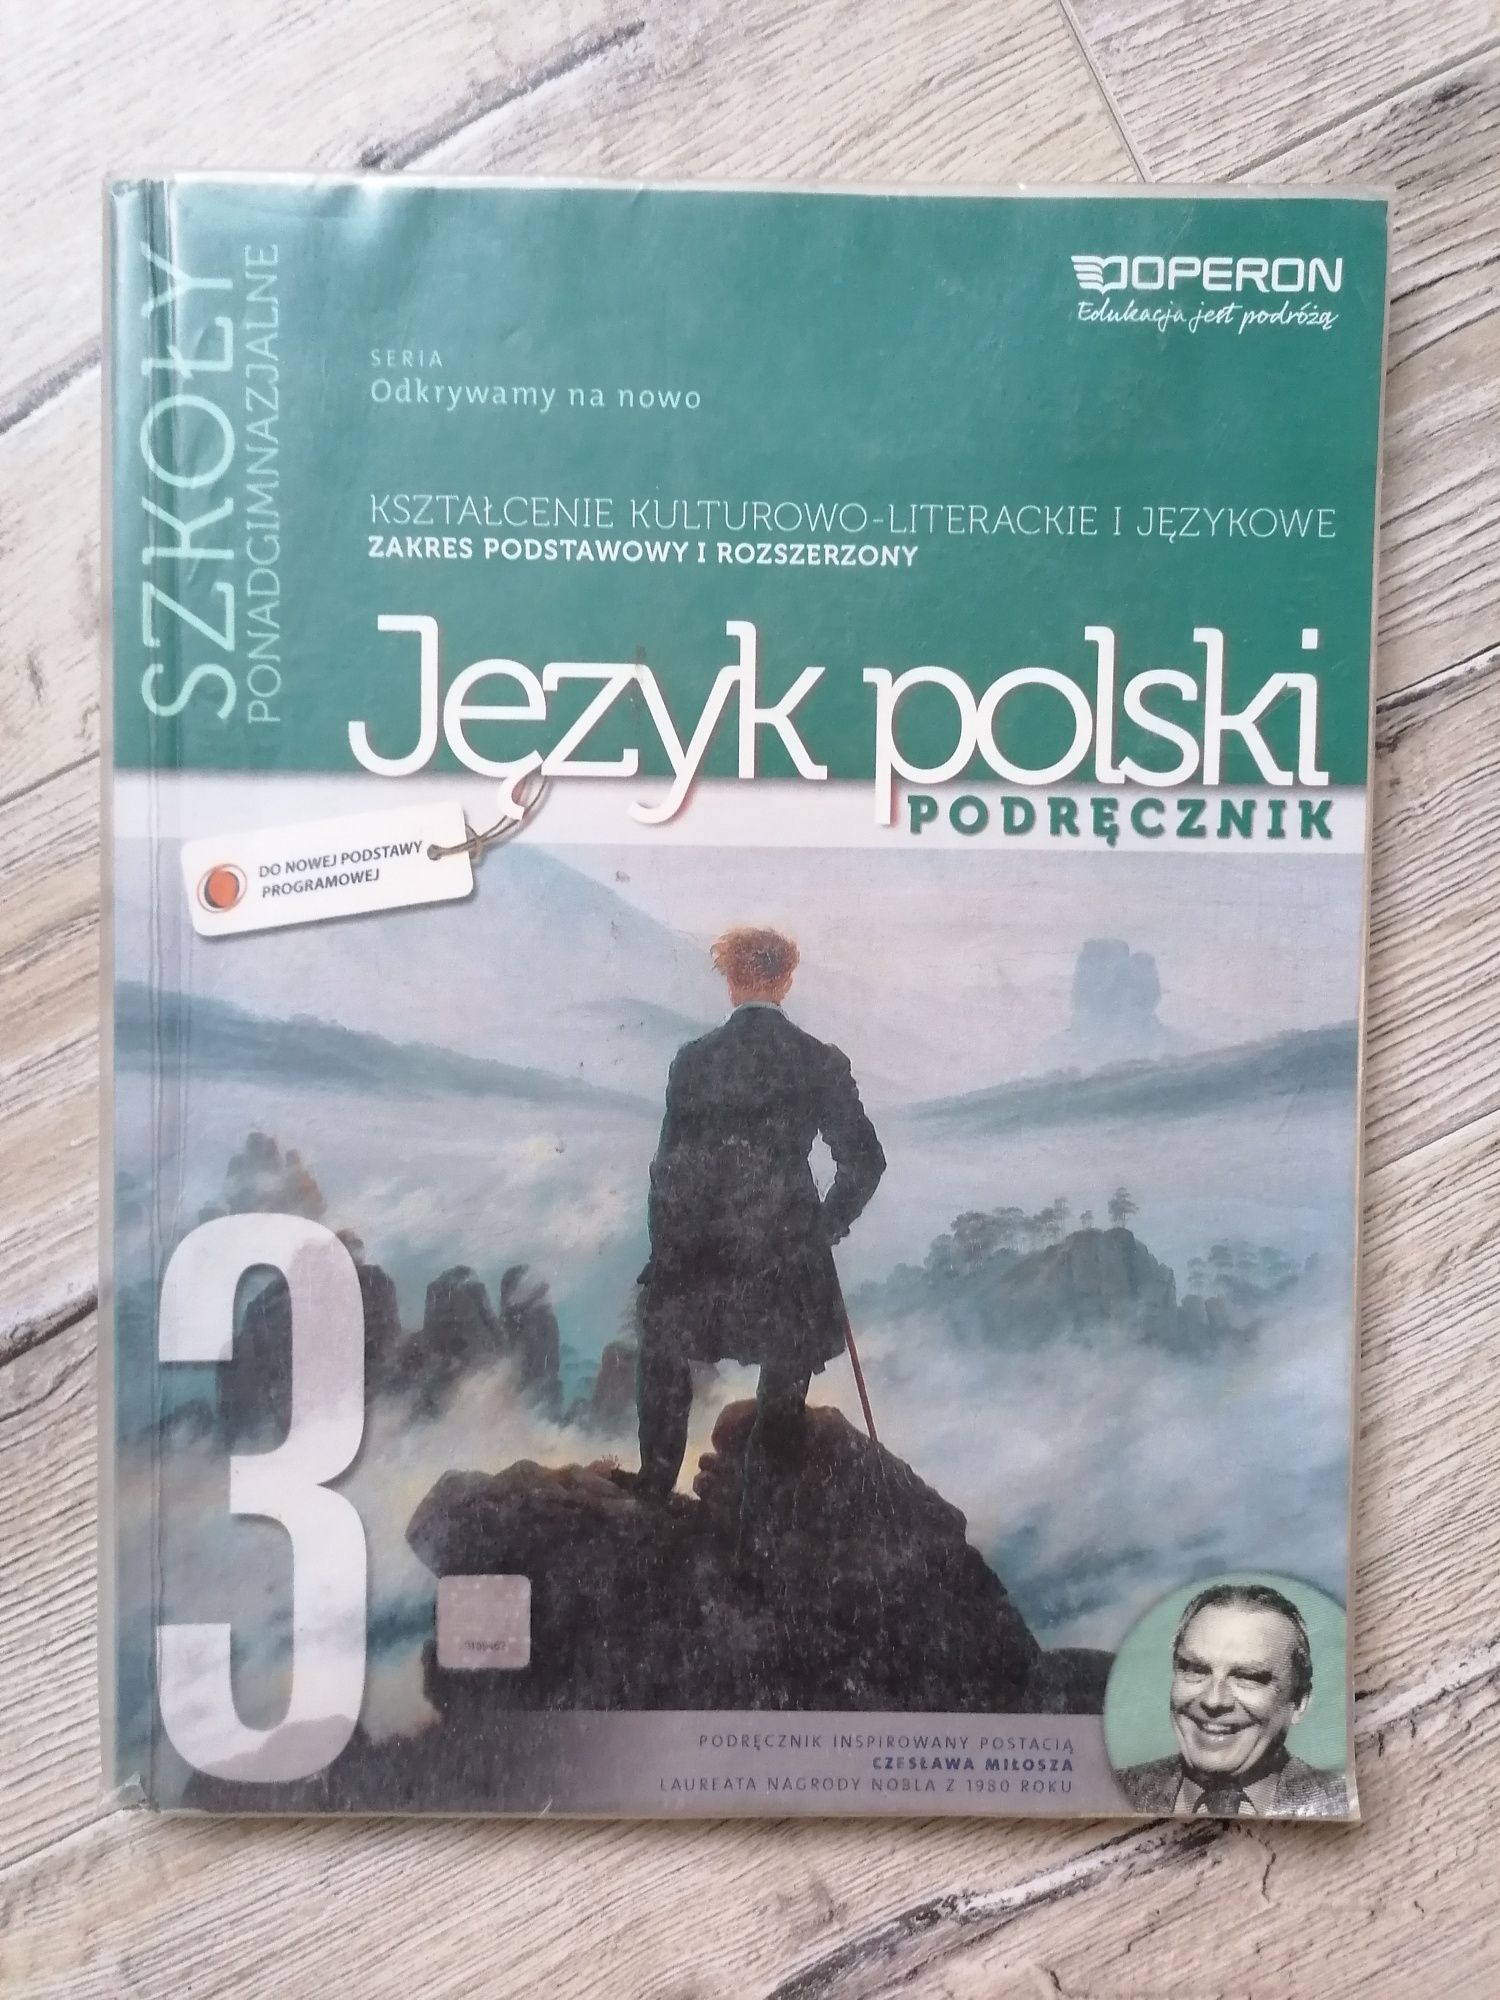 SZKOŁY
PONADGIMNAZJALNE
OPERON
Edukacja jest podróżą
SERIA
Odkrywamy na nowo
KSZTAŁCENIE KULTUROWO-LITERACKIE I JĘZYKOWE
ZAKRES PODSTAWOWY I ROZSZERZONY
Język polski
PODRĘCZNIK
DO NOWEJ PODSTAWY
PROGRAMOWEJ
3
PODRĘCZNIK INSPIROWANY POSTACIĄ
CZESŁAWA MIŁOSZA
LAUREATA NAGRODY NOBLA Z 1980 ROKU